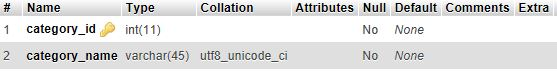 # Name Type Collation Attributes Null Default Comments Extra
1 category_id int(11) No None
2 category_name varchar(45) utf8_unicode_ci No None